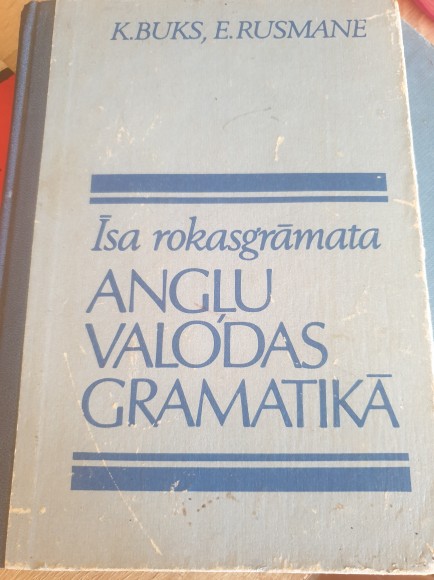 K.BUKS, E.RUSMANE
Īsa rokasgrāmata
ANGĻU
VALODAS
GRAMATIKĀ